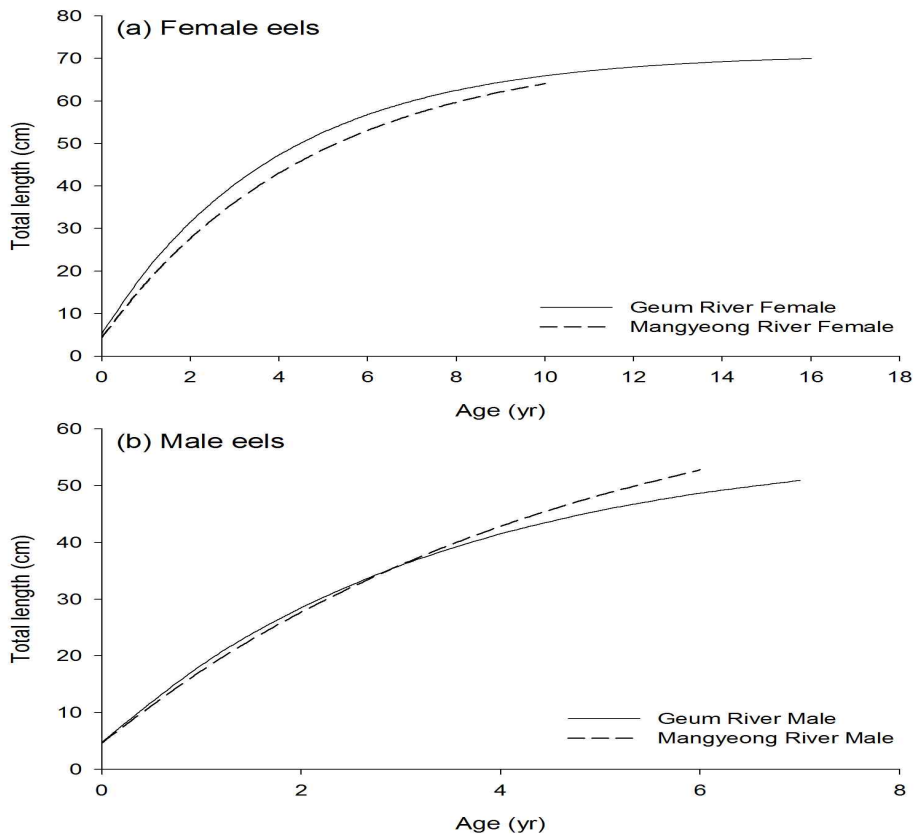 80
(a) Female eels
70
60
50
40
30
20
10
0
Total length (cm)
Geum River Female
Mangyeong River Female
0 2 4 6 8 10 12 14 16 18
Age (yr)
60
(b) Male eels
50
40
30
20
10
0
Total length (cm)
Geum River Male
Mangyeong River Male
0 2 4 6 8
Age (yr)